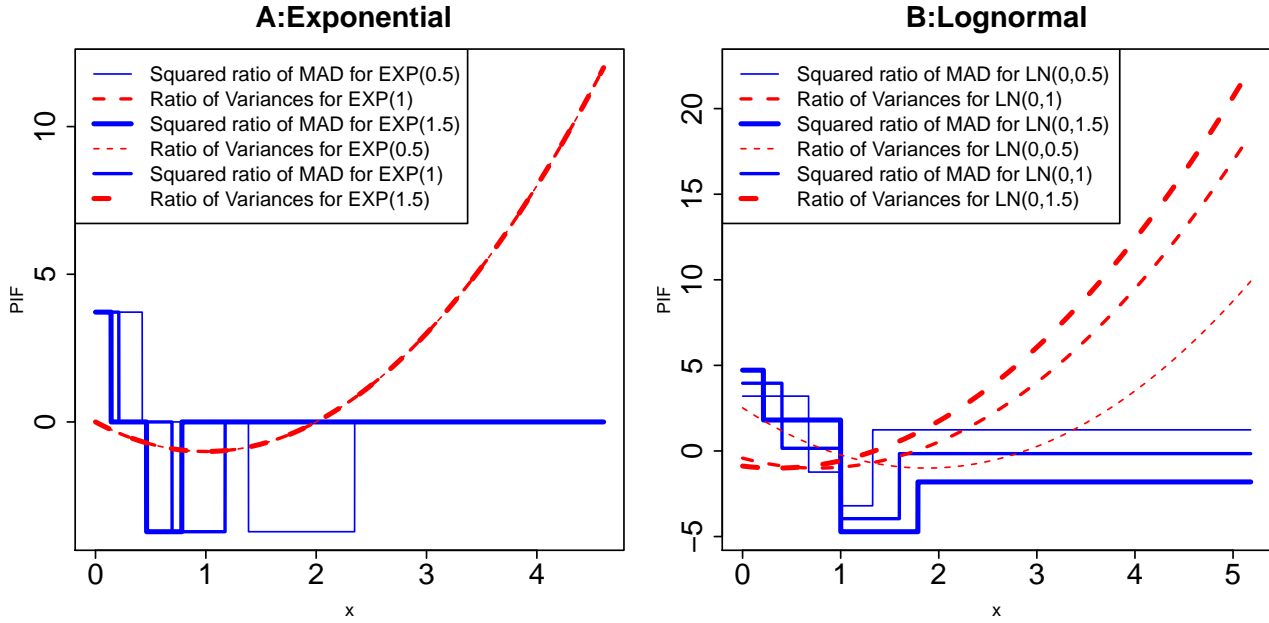 A:Exponential
Squared ratio of MAD for EXP(0.5)
Ratio of Variances for EXP(1)
Squared ratio of MAD for EXP(1.5)
Ratio of Variances for EXP(0.5)
Squared ratio of MAD for EXP(1)
Ratio of Variances for EXP(1.5)
10
5
0
PIF
0 1 2 3 4
x
B:Lognormal
Squared ratio of MAD for LN(0,0.5)
Ratio of Variances for LN(0,1)
Squared ratio of MAD for LN(0,1.5)
Ratio of Variances for LN(0,0.5)
Squared ratio of MAD for LN(0,1)
Ratio of Variances for LN(0,1.5)
20
15
10
5
0
−5
PIF
0 1 2 3 4 5
x